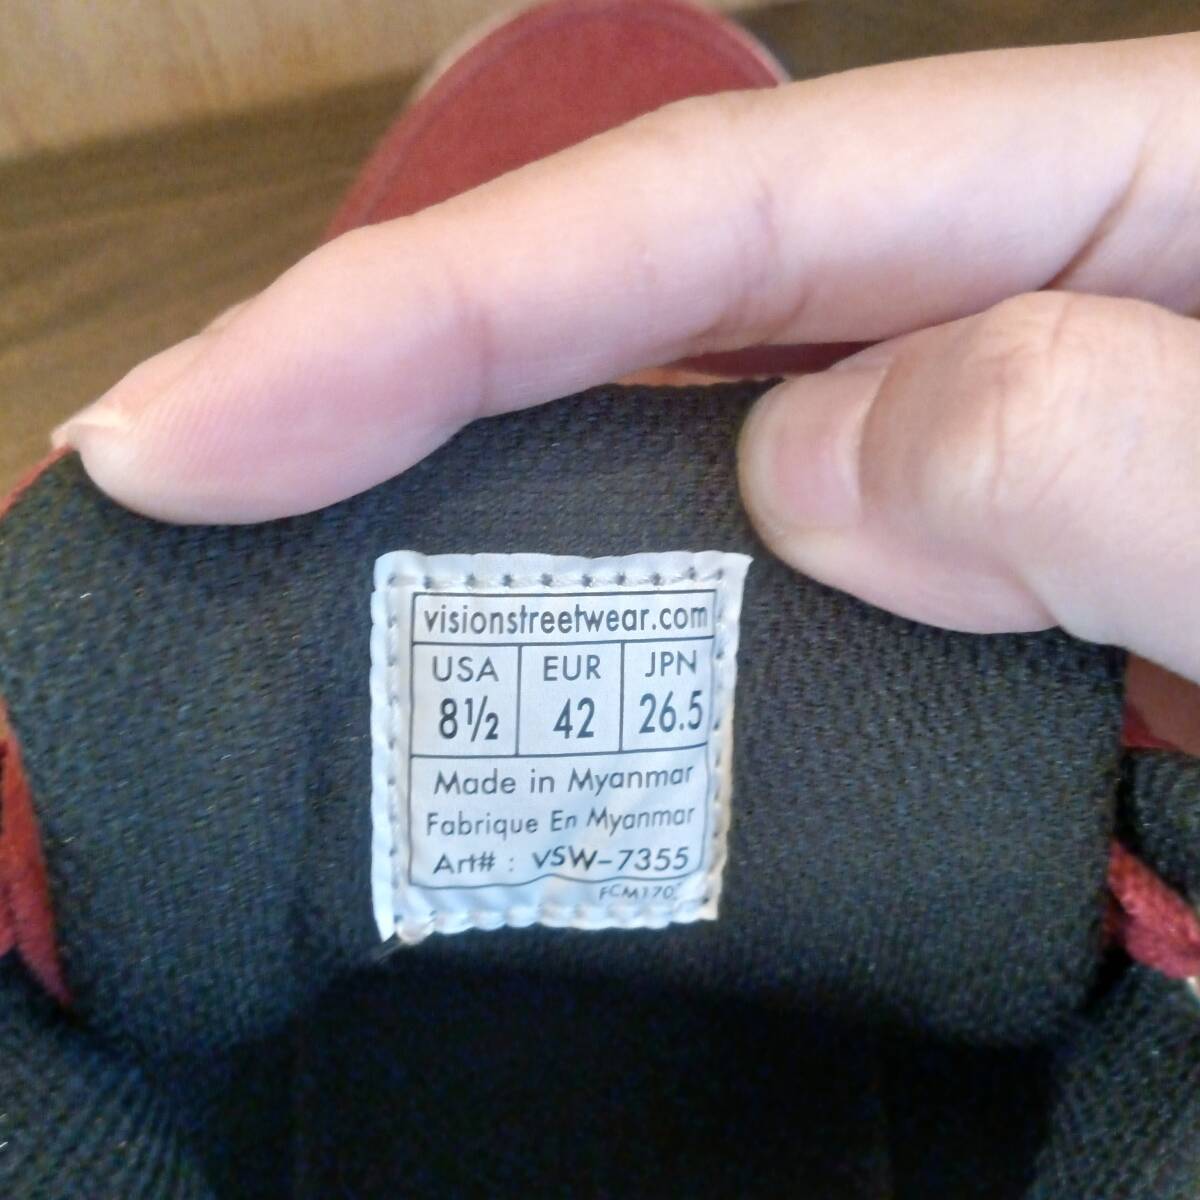 visionstreetwear.com
USA EUR JPN
8½ 42 26.5
Made in Myanmar
Fabrique En Myanmar
Art# : VSW-7355